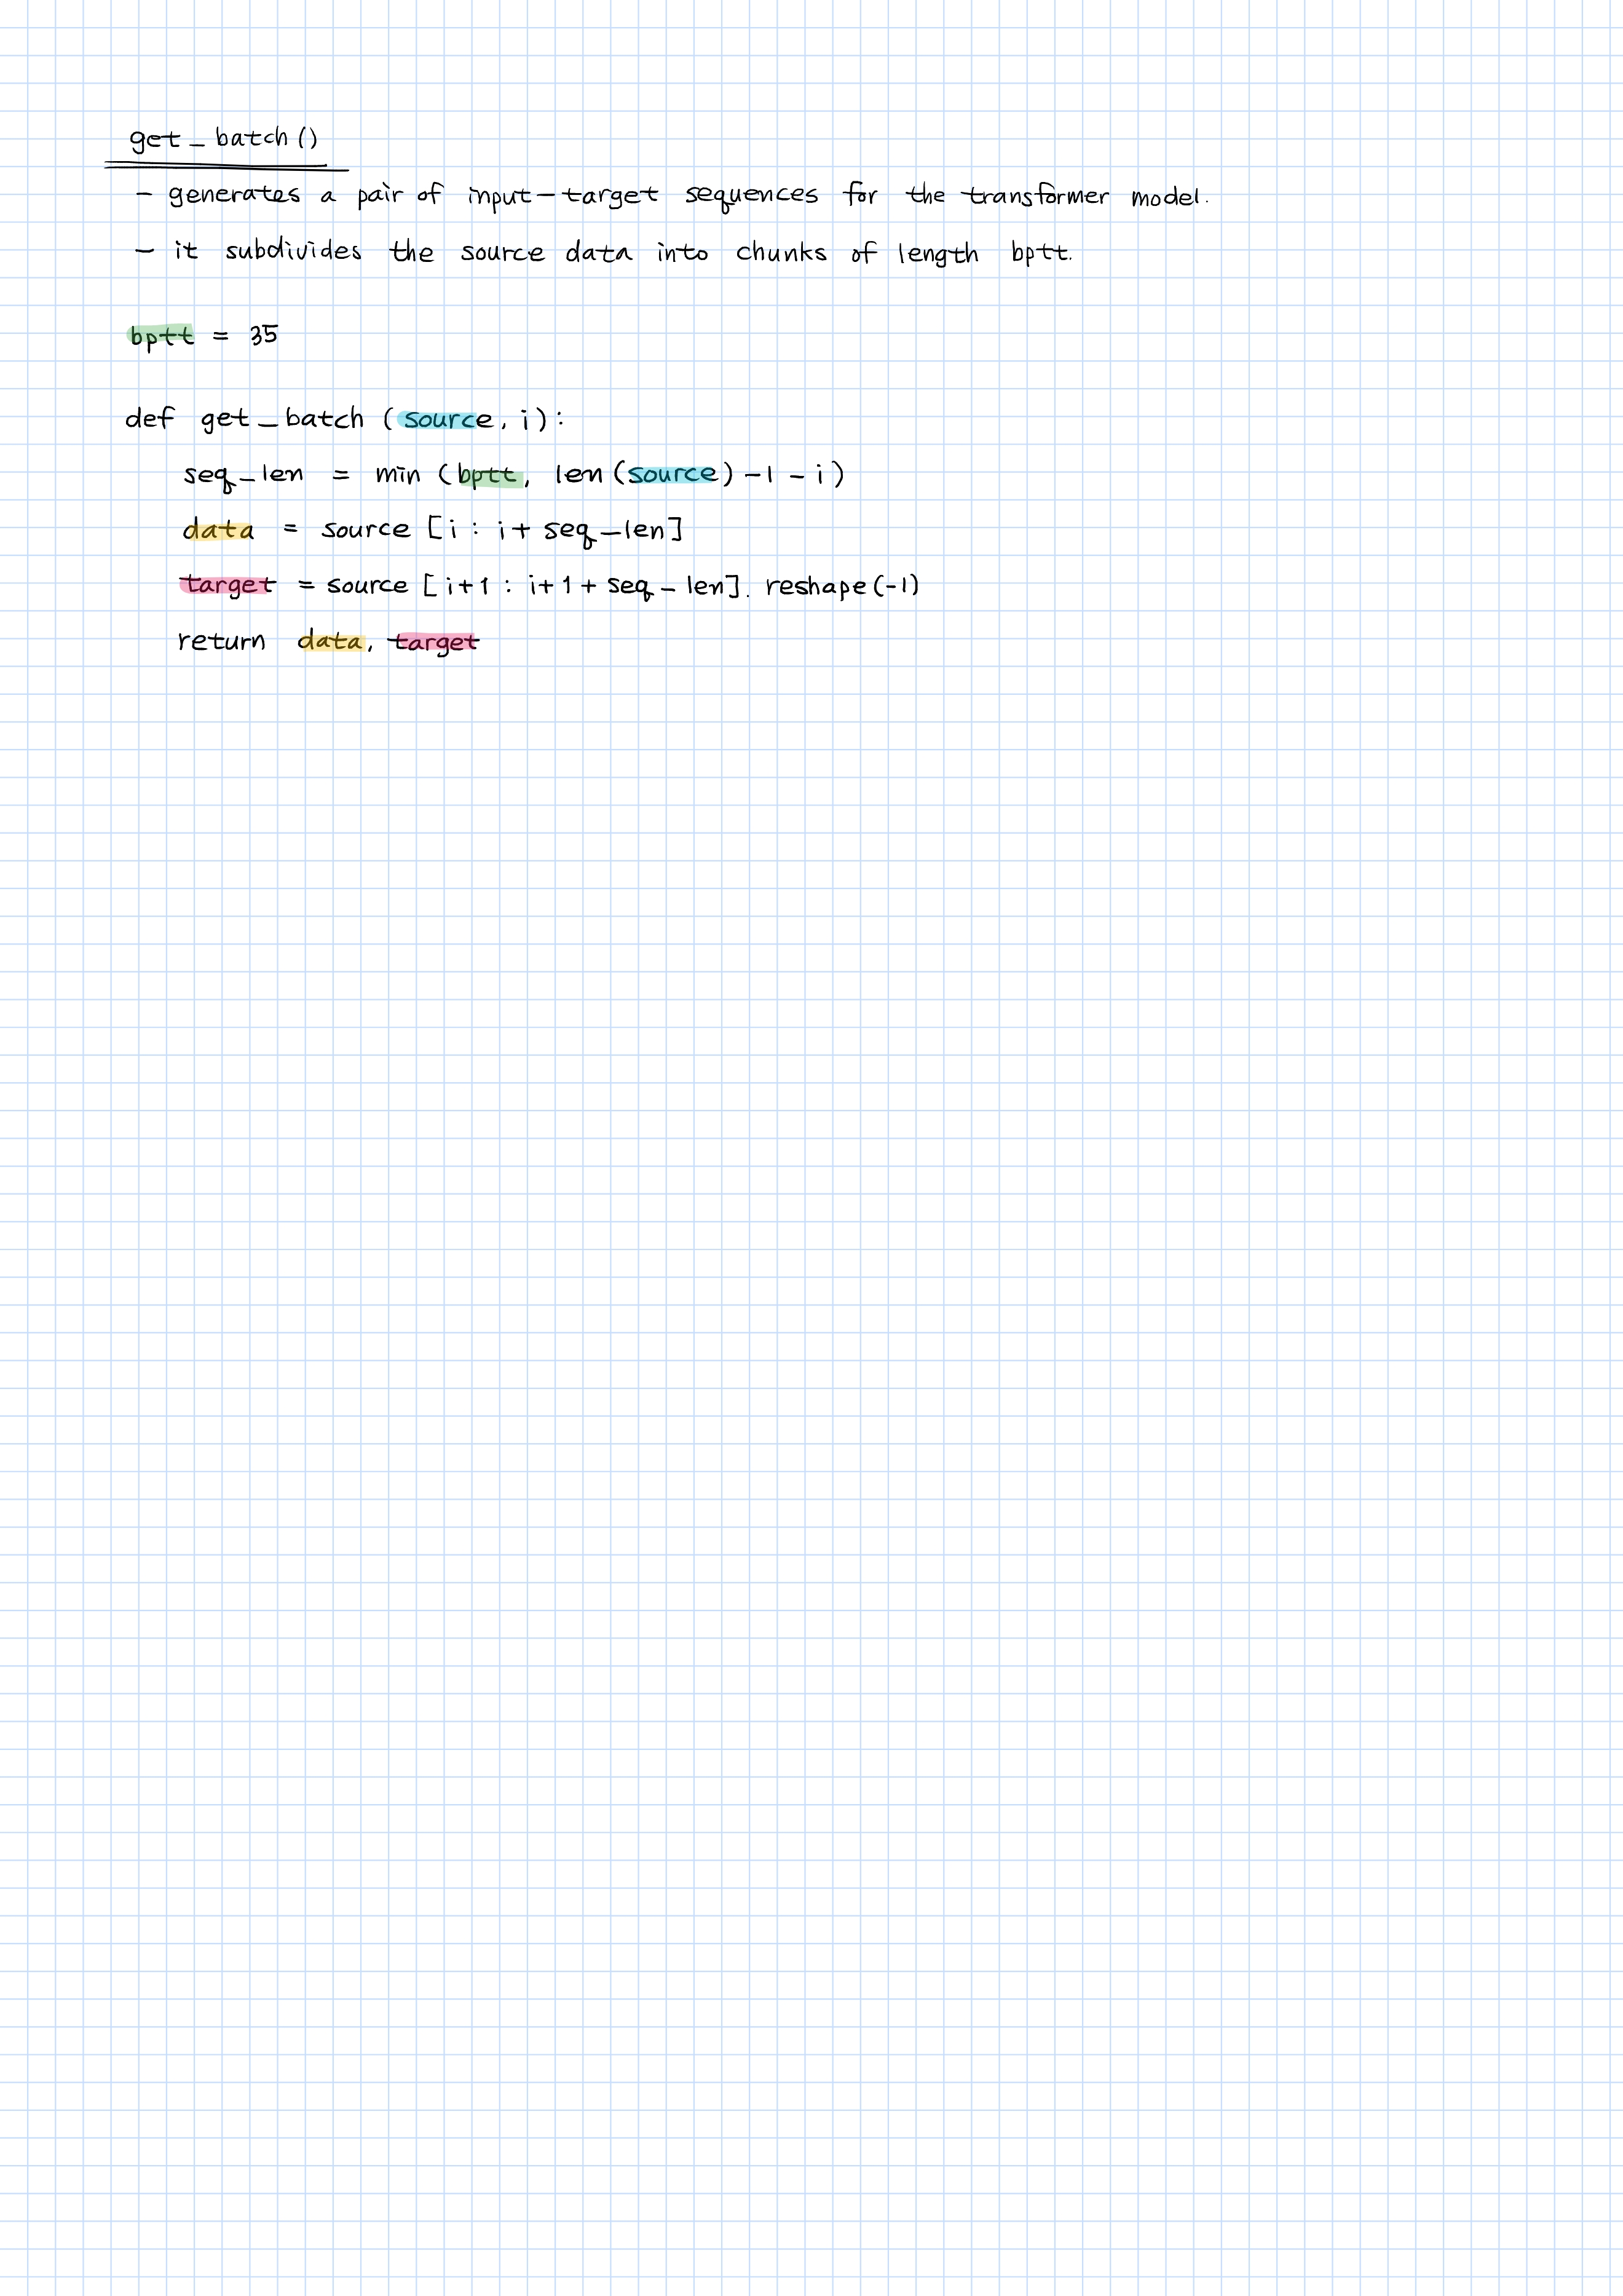 get_batch()
- generates a pair of input-target sequences for the transformer model.
- it subdivides the source data into chunks of length bptt.
bptt = 35
def get_batch (source, i):
seq_len = min (bptt, len (source) -1 - i)
data = source [i : i + seq_len]
target = source [i+1 : i+1 + seq_len]. reshape (-1)
return data, target